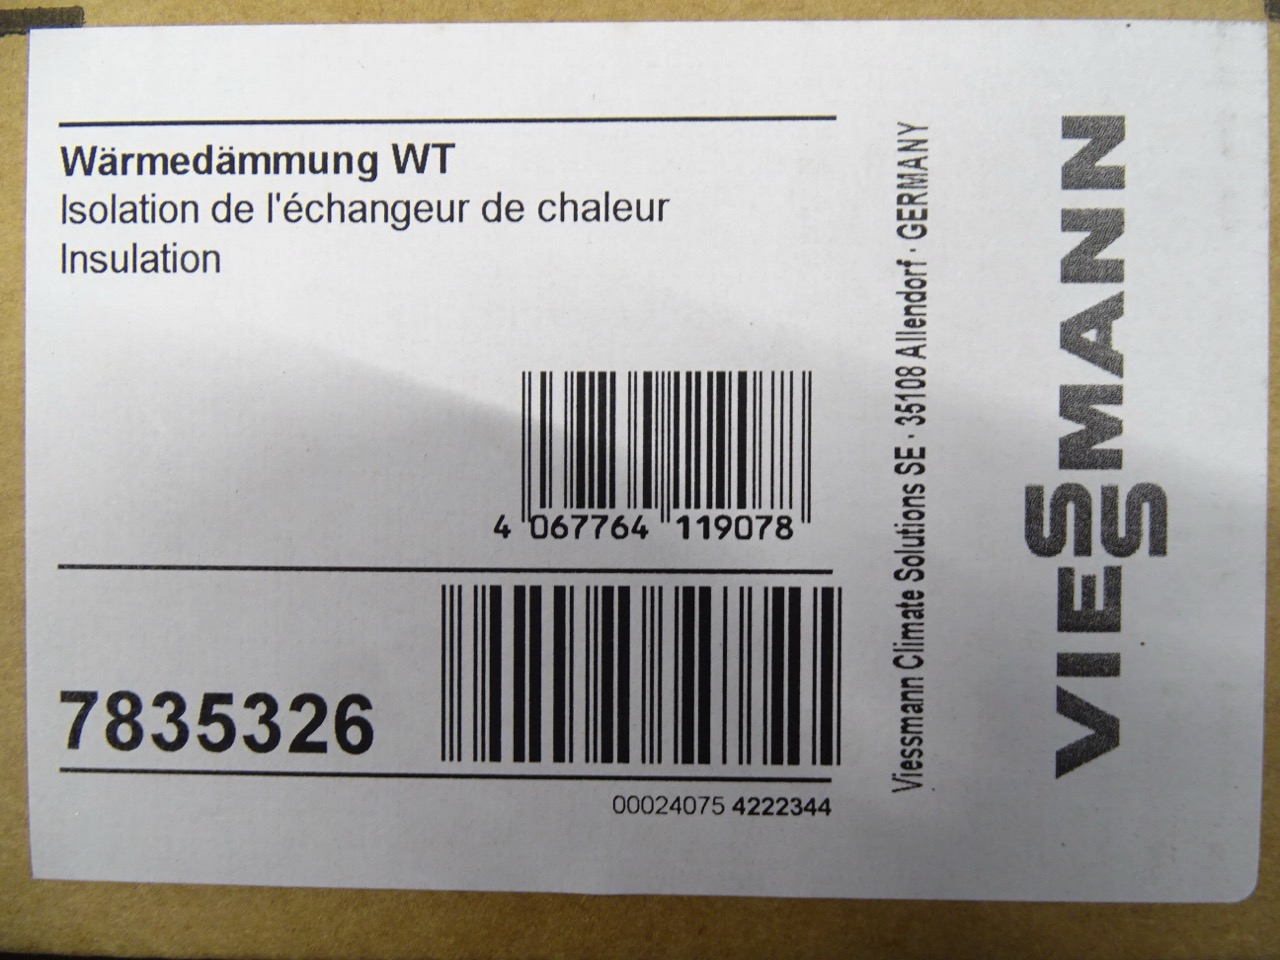 Wärmedämmung WT
Isolation de l'échangeur de chaleur
Insulation
4 067764 119078
7835326
00024075 4222344
Viessmann Climate Solutions SE · 35108 Allendorf · GERMANY
VIESMANN